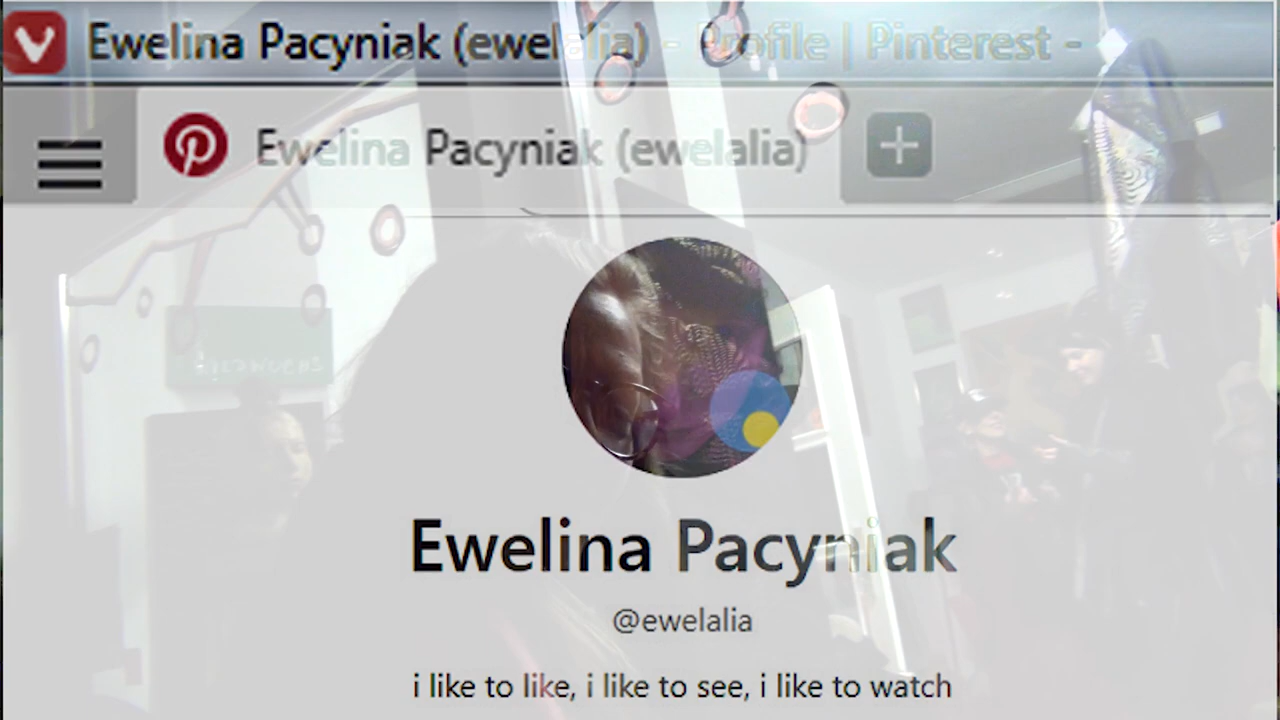 Ewelina Pacyniak (ewelalia) - Profile | Pinterest -
Ewelina Pacyniak (ewelalia)
Ewelina Pacyniak
@ewelalia
i like to like, i like to see, i like to watch